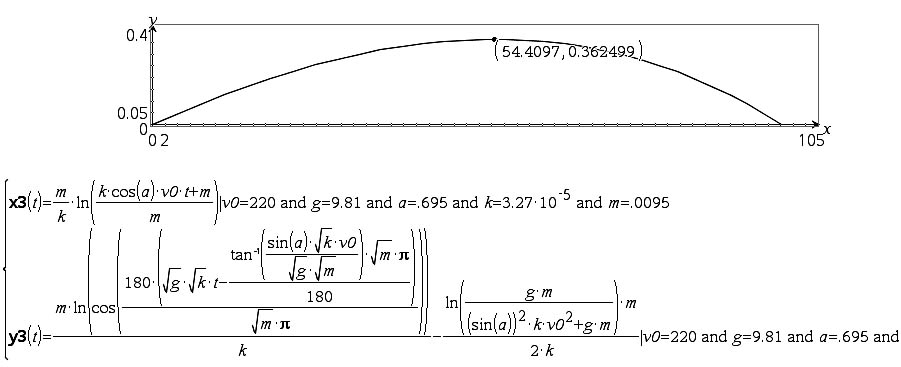 y
0.4
(54.4097,0.362499)
0.05
0
0 2
105
x
x3(t)=m/k·ln((k·cos(a)·v0·t+m)/m)|v0=220 and g=9.81 and a=.695 and k=3.27·10^-5 and m=.0095
y3(t)=m·ln(cos(180·(√g·√k·t-tan⁻¹(sin(a)·√k·v0/(√g·√m))·√m·π/180)/(√m·π)))/k-ln(g·m/((sin(a))²·k·v0²+g·m))·m/(2·k)|v0=220 and g=9.81 and a=.695 and